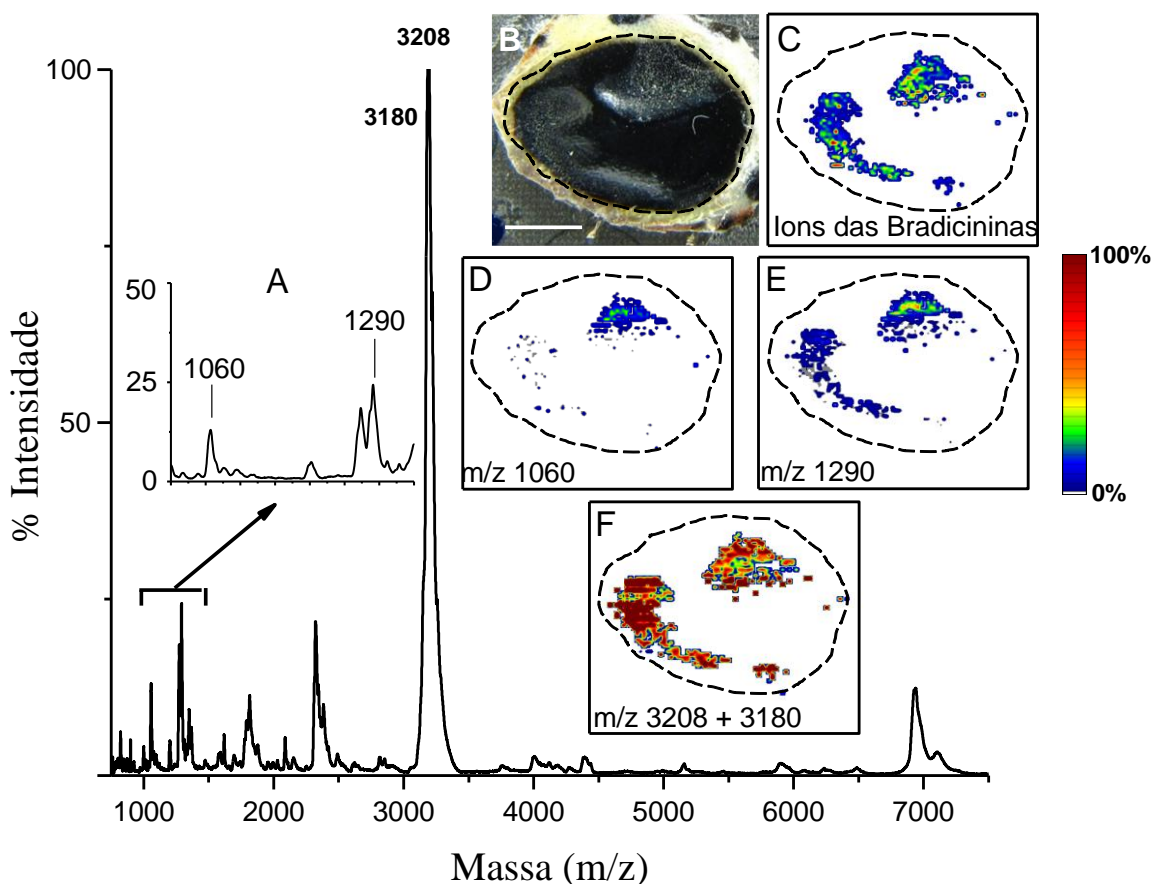 3208
3180
100
50
% Intensidade
A
50
25
0
1060
1290
B
C
Ions das Bradicininas
D
m/z 1060
E
m/z 1290
100%
0%
F
m/z 3208 + 3180
1000 2000 3000 4000 5000 6000 7000
Massa (m/z)